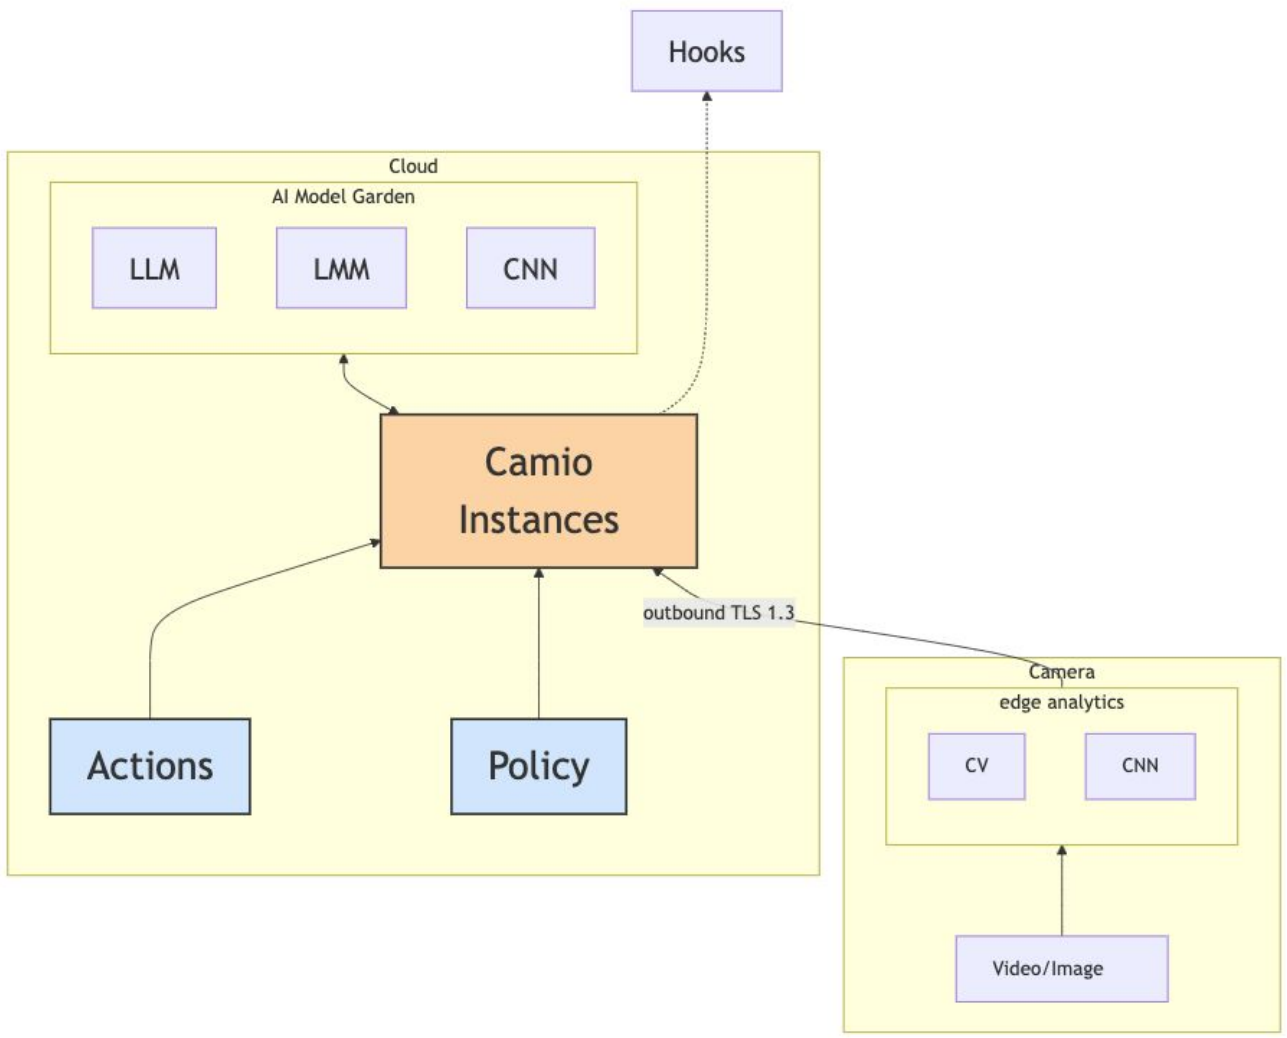 Hooks
Cloud
AI Model Garden
LLM
LMM
CNN
Camio
Instances
outbound TLS 1.3
Actions
Policy
Camera
edge analytics
CV
CNN
Video/Image